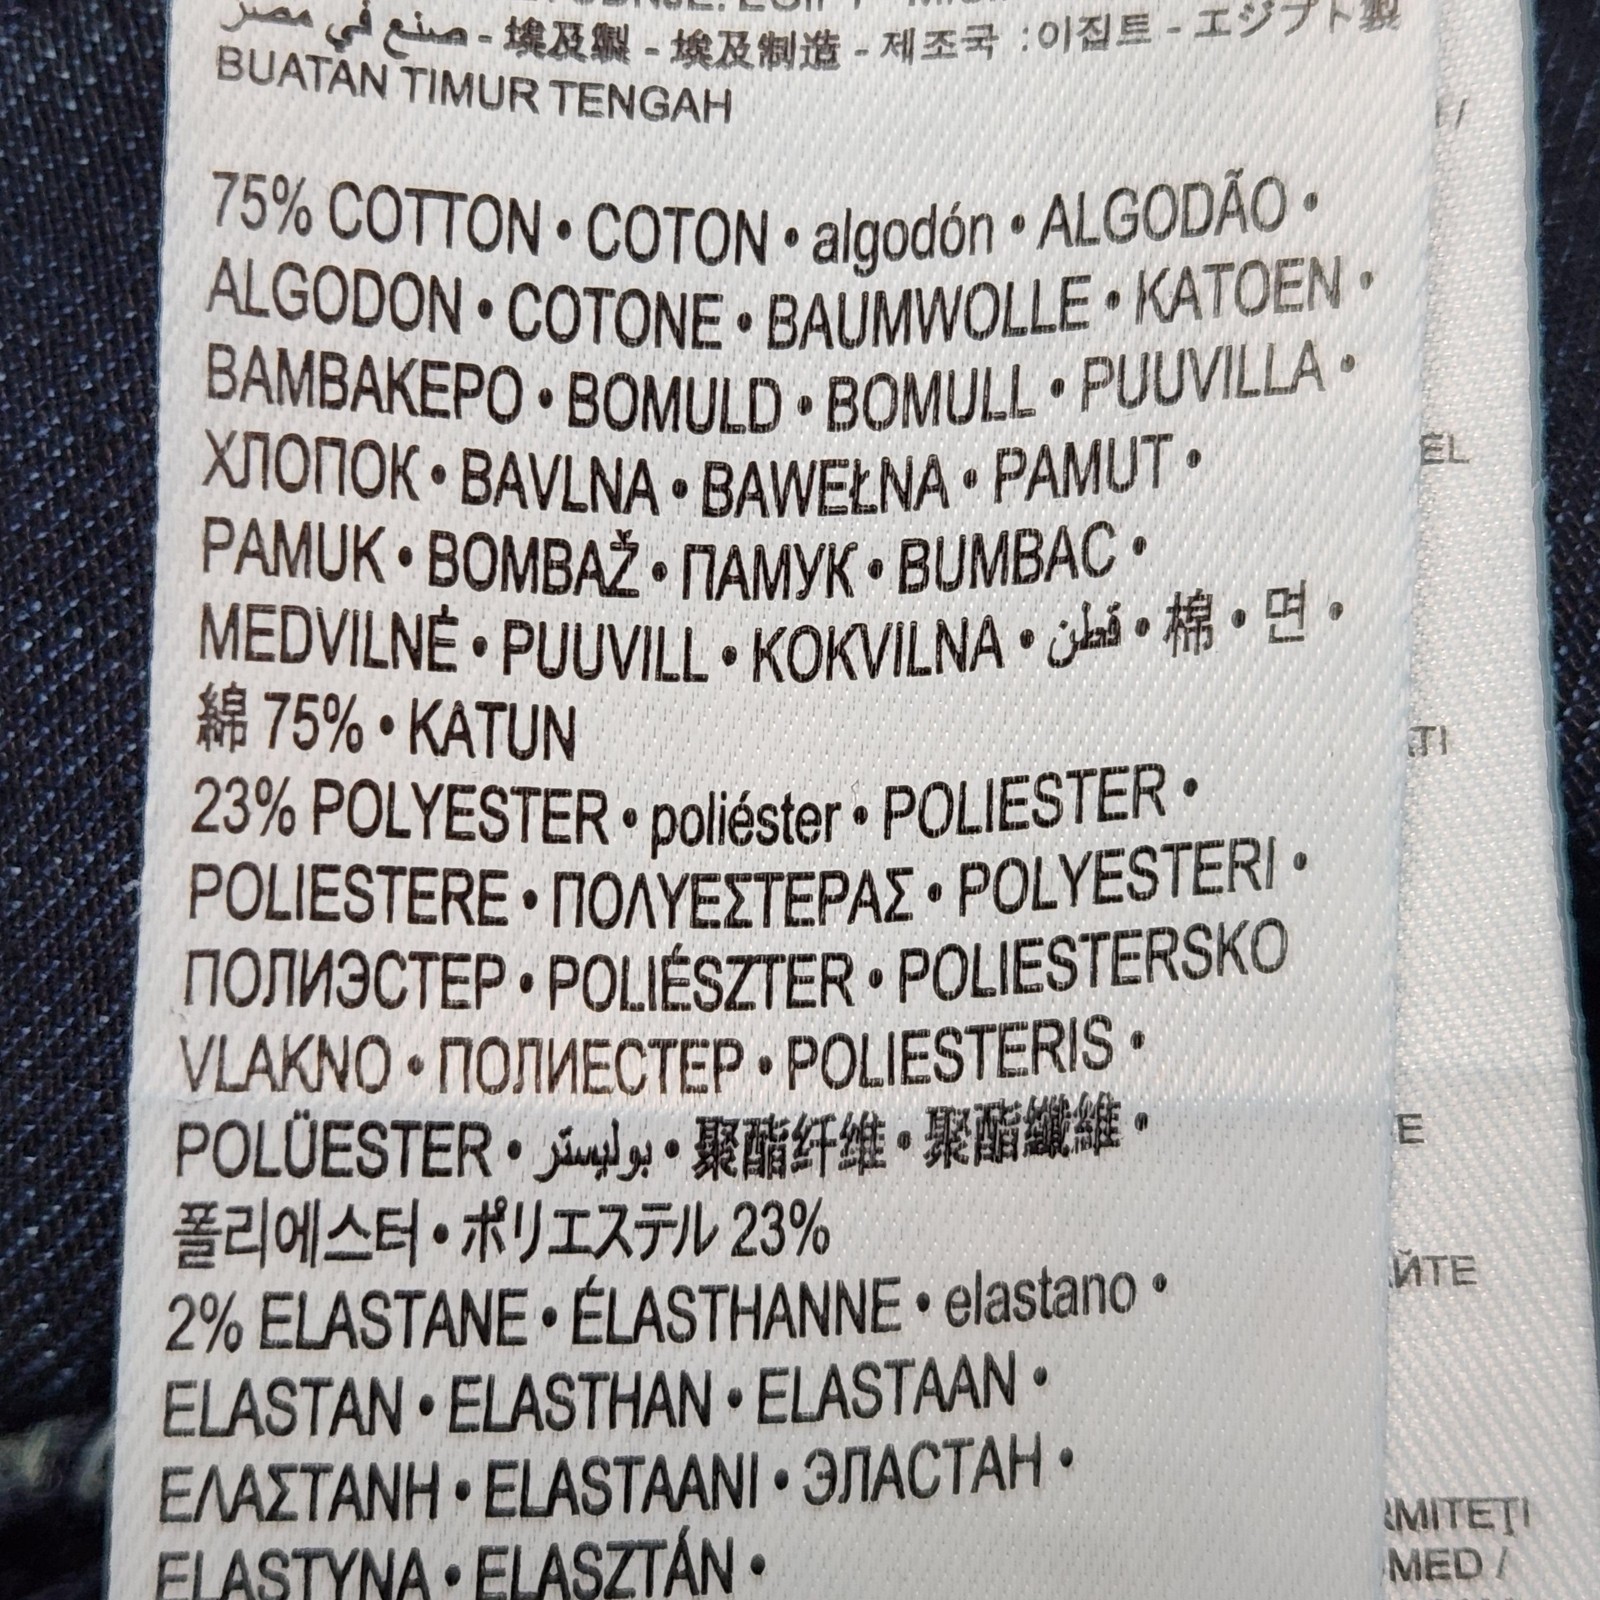 صنع في مصر - 埃及製 - 埃及制造 - 제조국 :이집트 - エジプト製
BUATAN TIMUR TENGAH
75% COTTON • COTON • algodón • ALGODÃO •
ALGODON • COTONE • BAUMWOLLE • KATOEN •
ΒΑΜΒΑΚΕΡΟ • BOMULD • BOMULL • PUUVILLA •
ХЛОПОК • BAVLNA • BAWEŁNA • PAMUT •
PAMUK • BOMBAŽ • ПАМУК • BUMBAC •
MEDVILNĖ • PUUVILL • KOKVILNA • قطن • 棉 • 면 •
綿 75% • KATUN
23% POLYESTER • poliéster • POLIESTER •
POLIESTERE • ΠΟΛΥΕΣΤΕΡΑΣ • POLYESTERI •
ПОЛИЭСТЕР • POLIÉSZTER • POLIESTERSKO
VLAKNO • ПОЛИЕСТЕР • POLIESTERIS •
POLÜESTER • بوليستر • 聚酯纤维 • 聚酯纖維 •
폴리에스터 • ポリエステル 23%
2% ELASTANE • ÉLASTHANNE • elastano •
ELASTAN • ELASTHAN • ELASTAAN •
ΕΛΑΣΤΑΝΗ • ELASTAANI • ЭЛАСТАН •
ELASTYNA • ELASZTÁN •